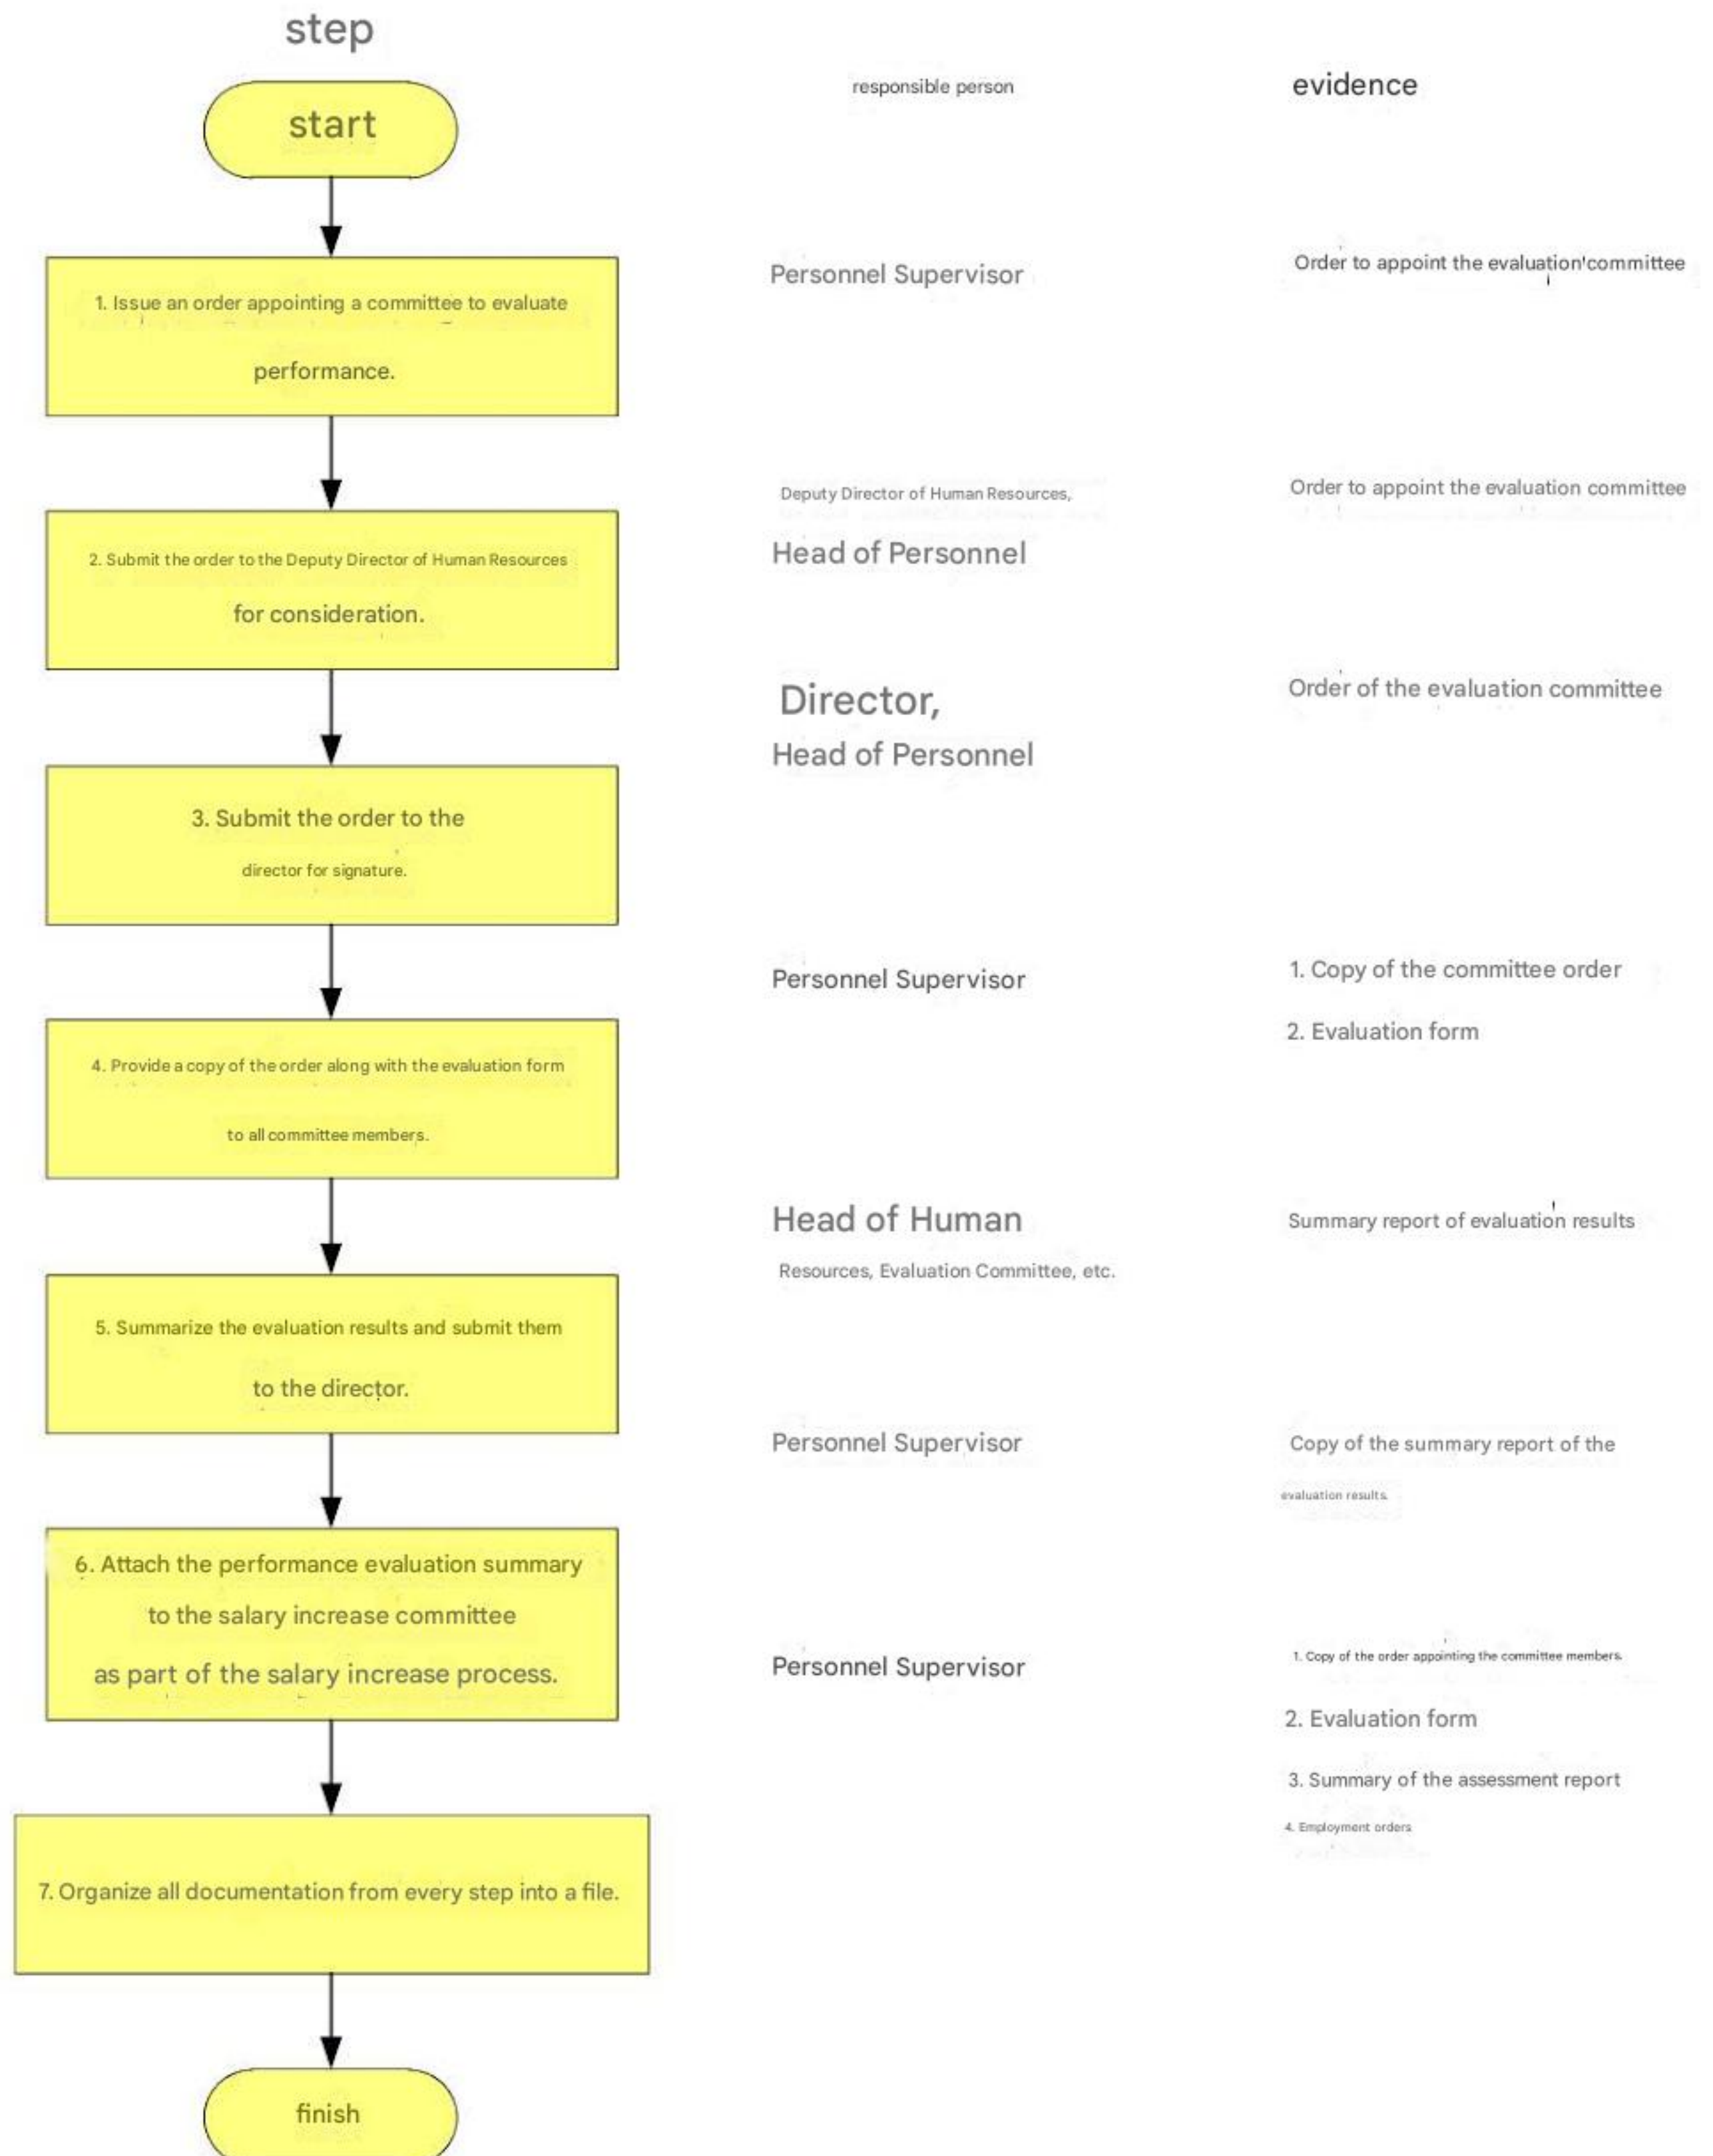 step
responsible person
evidence
start
Personnel Supervisor
Order to appoint the evaluation committee
1. Issue an order appointing a committee to evaluate
performance.
Deputy Director of Human Resources,
Head of Personnel
Order to appoint the evaluation committee
2. Submit the order to the Deputy Director of Human Resources
for consideration.
Director,
Head of Personnel
Order of the evaluation committee
3. Submit the order to the
director for signature.
Personnel Supervisor
1. Copy of the committee order
2. Evaluation form
4. Provide a copy of the order along with the evaluation form
to all committee members.
Head of Human
Resources, Evaluation Committee, etc.
Summary report of evaluation results
5. Summarize the evaluation results and submit them
to the director.
Personnel Supervisor
Copy of the summary report of the
evaluation results.
6. Attach the performance evaluation summary
to the salary increase committee
as part of the salary increase process.
Personnel Supervisor
1. Copy of the order appointing the committee members.
2. Evaluation form
3. Summary of the assessment report
4. Employment orders
7. Organize all documentation from every step into a file.
finish